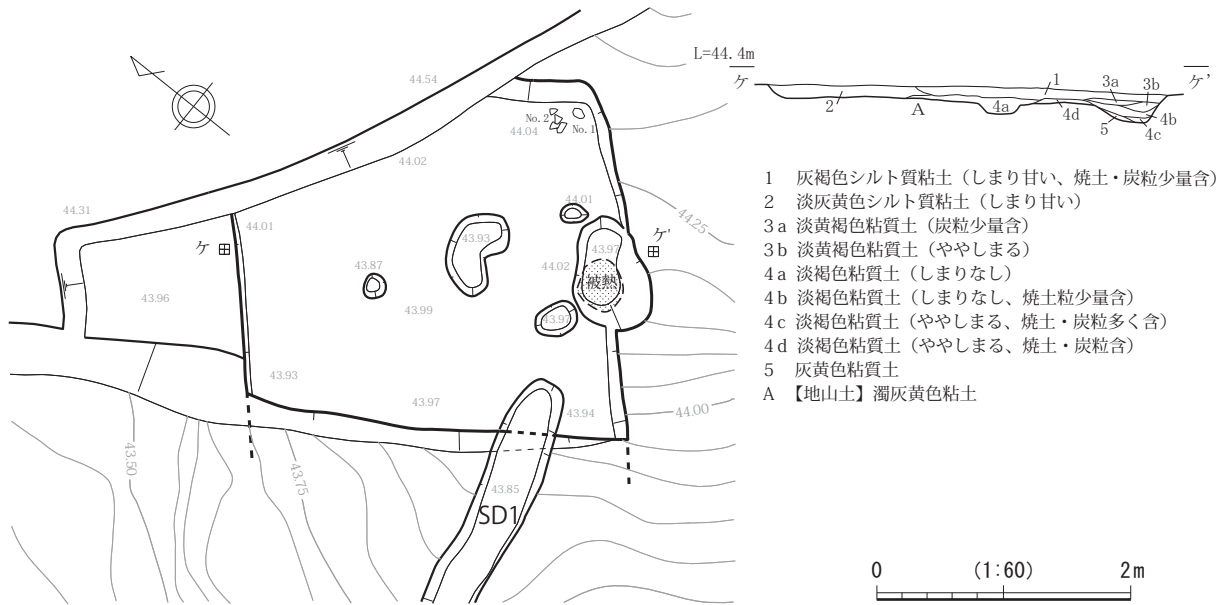 44.54
44.31
No.2
No.1
44.04
44.02
44.01
44.01
ケ
ケ'
44.25
43.93
43.97
43.87
44.02
被熱
43.96
43.99
43.97
43.93
43.97
43.94
44.00
43.50
43.75
43.85
SD1
L=44.4m
ケ
ケ'
1
3a
3b
2
A
4a
4d
5
4b
4c
1 灰褐色シルト質粘土（しまり甘い、焼土・炭粒少量含）
2 淡灰黄色シルト質粘土（しまり甘い）
3a 淡黄褐色粘質土（炭粒少量含）
3b 淡黄褐色粘質土（ややしまる）
4a 淡褐色粘質土（しまりなし）
4b 淡褐色粘質土（しまりなし、焼土粒少量含）
4c 淡褐色粘質土（ややしまる、焼土・炭粒多く含）
4d 淡褐色粘質土（ややしまる、焼土・炭粒含）
5 灰黄色粘質土
A 【地山土】濁灰黄色粘土
0 (1:60) 2m